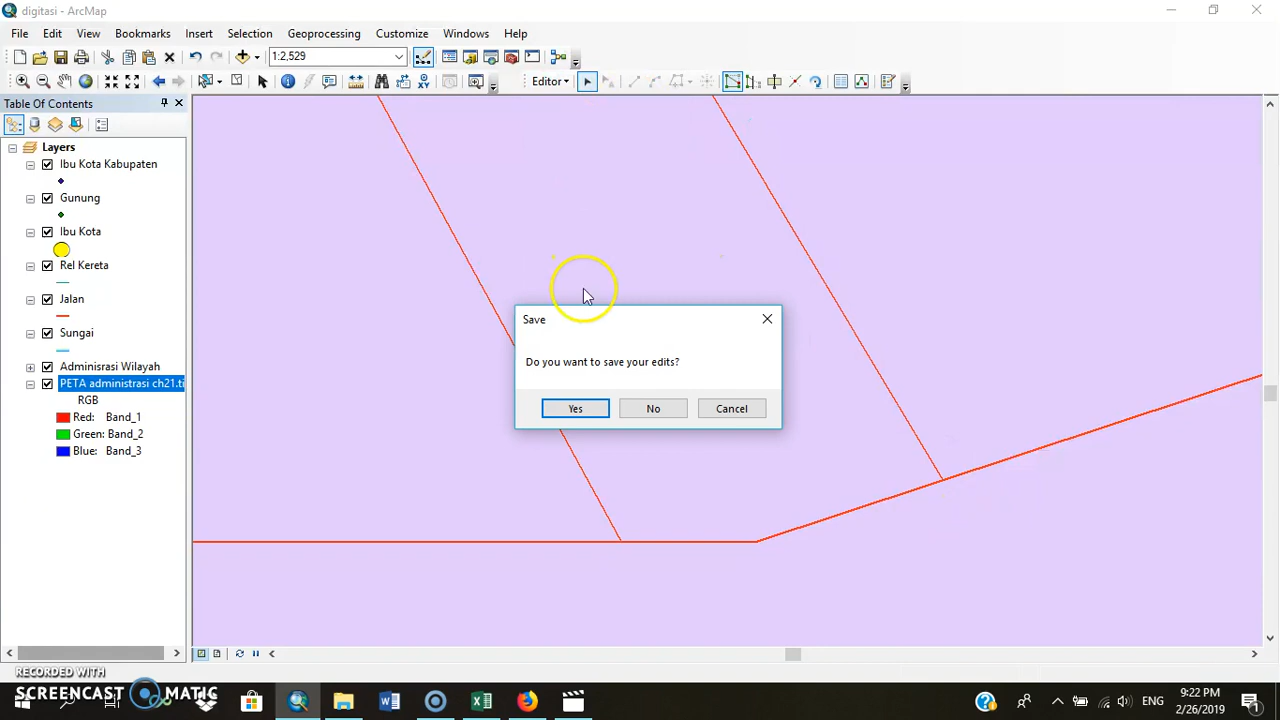 digitasi - ArcMap
File Edit View Bookmarks Insert Selection Geoprocessing Customize Windows Help
1:2,529
Editor
Table Of Contents
Layers
Ibu Kota Kabupaten
Gunung
Ibu Kota
Rel Kereta
Jalan
Sungai
Adminisrasi Wilayah
PETA administrasi ch21.ti
RGB
Red: Band_1
Green: Band_2
Blue: Band_3
Save
Do you want to save your edits?
Yes No Cancel
RECORDED WITH
SCREENCAST MATIC
ENG
9:22 PM
2/26/2019
1